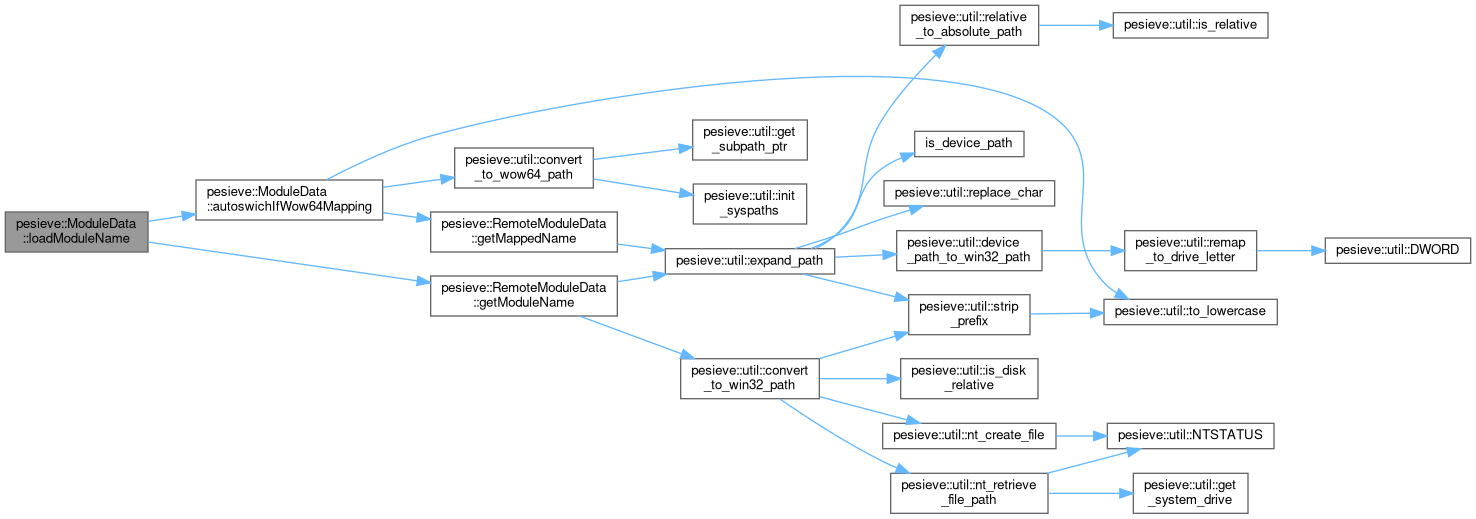 pesieve::ModuleData
::loadModuleName
pesieve::ModuleData
::autoswichIfWow64Mapping
pesieve::util::convert
_to_wow64_path
pesieve::util::get
_subpath_ptr
pesieve::util::init
_syspaths
pesieve::RemoteModuleData
::getMappedName
pesieve::RemoteModuleData
::getModuleName
pesieve::util::expand_path
pesieve::util::relative
_to_absolute_path
pesieve::util::is_relative
is_device_path
pesieve::util::replace_char
pesieve::util::device
_path_to_win32_path
pesieve::util::remap
_to_drive_letter
pesieve::util::DWORD
pesieve::util::strip
_prefix
pesieve::util::to_lowercase
pesieve::util::convert
_to_win32_path
pesieve::util::is_disk
_relative
pesieve::util::nt_create_file
pesieve::util::NTSTATUS
pesieve::util::nt_retrieve
_file_path
pesieve::util::get
_system_drive